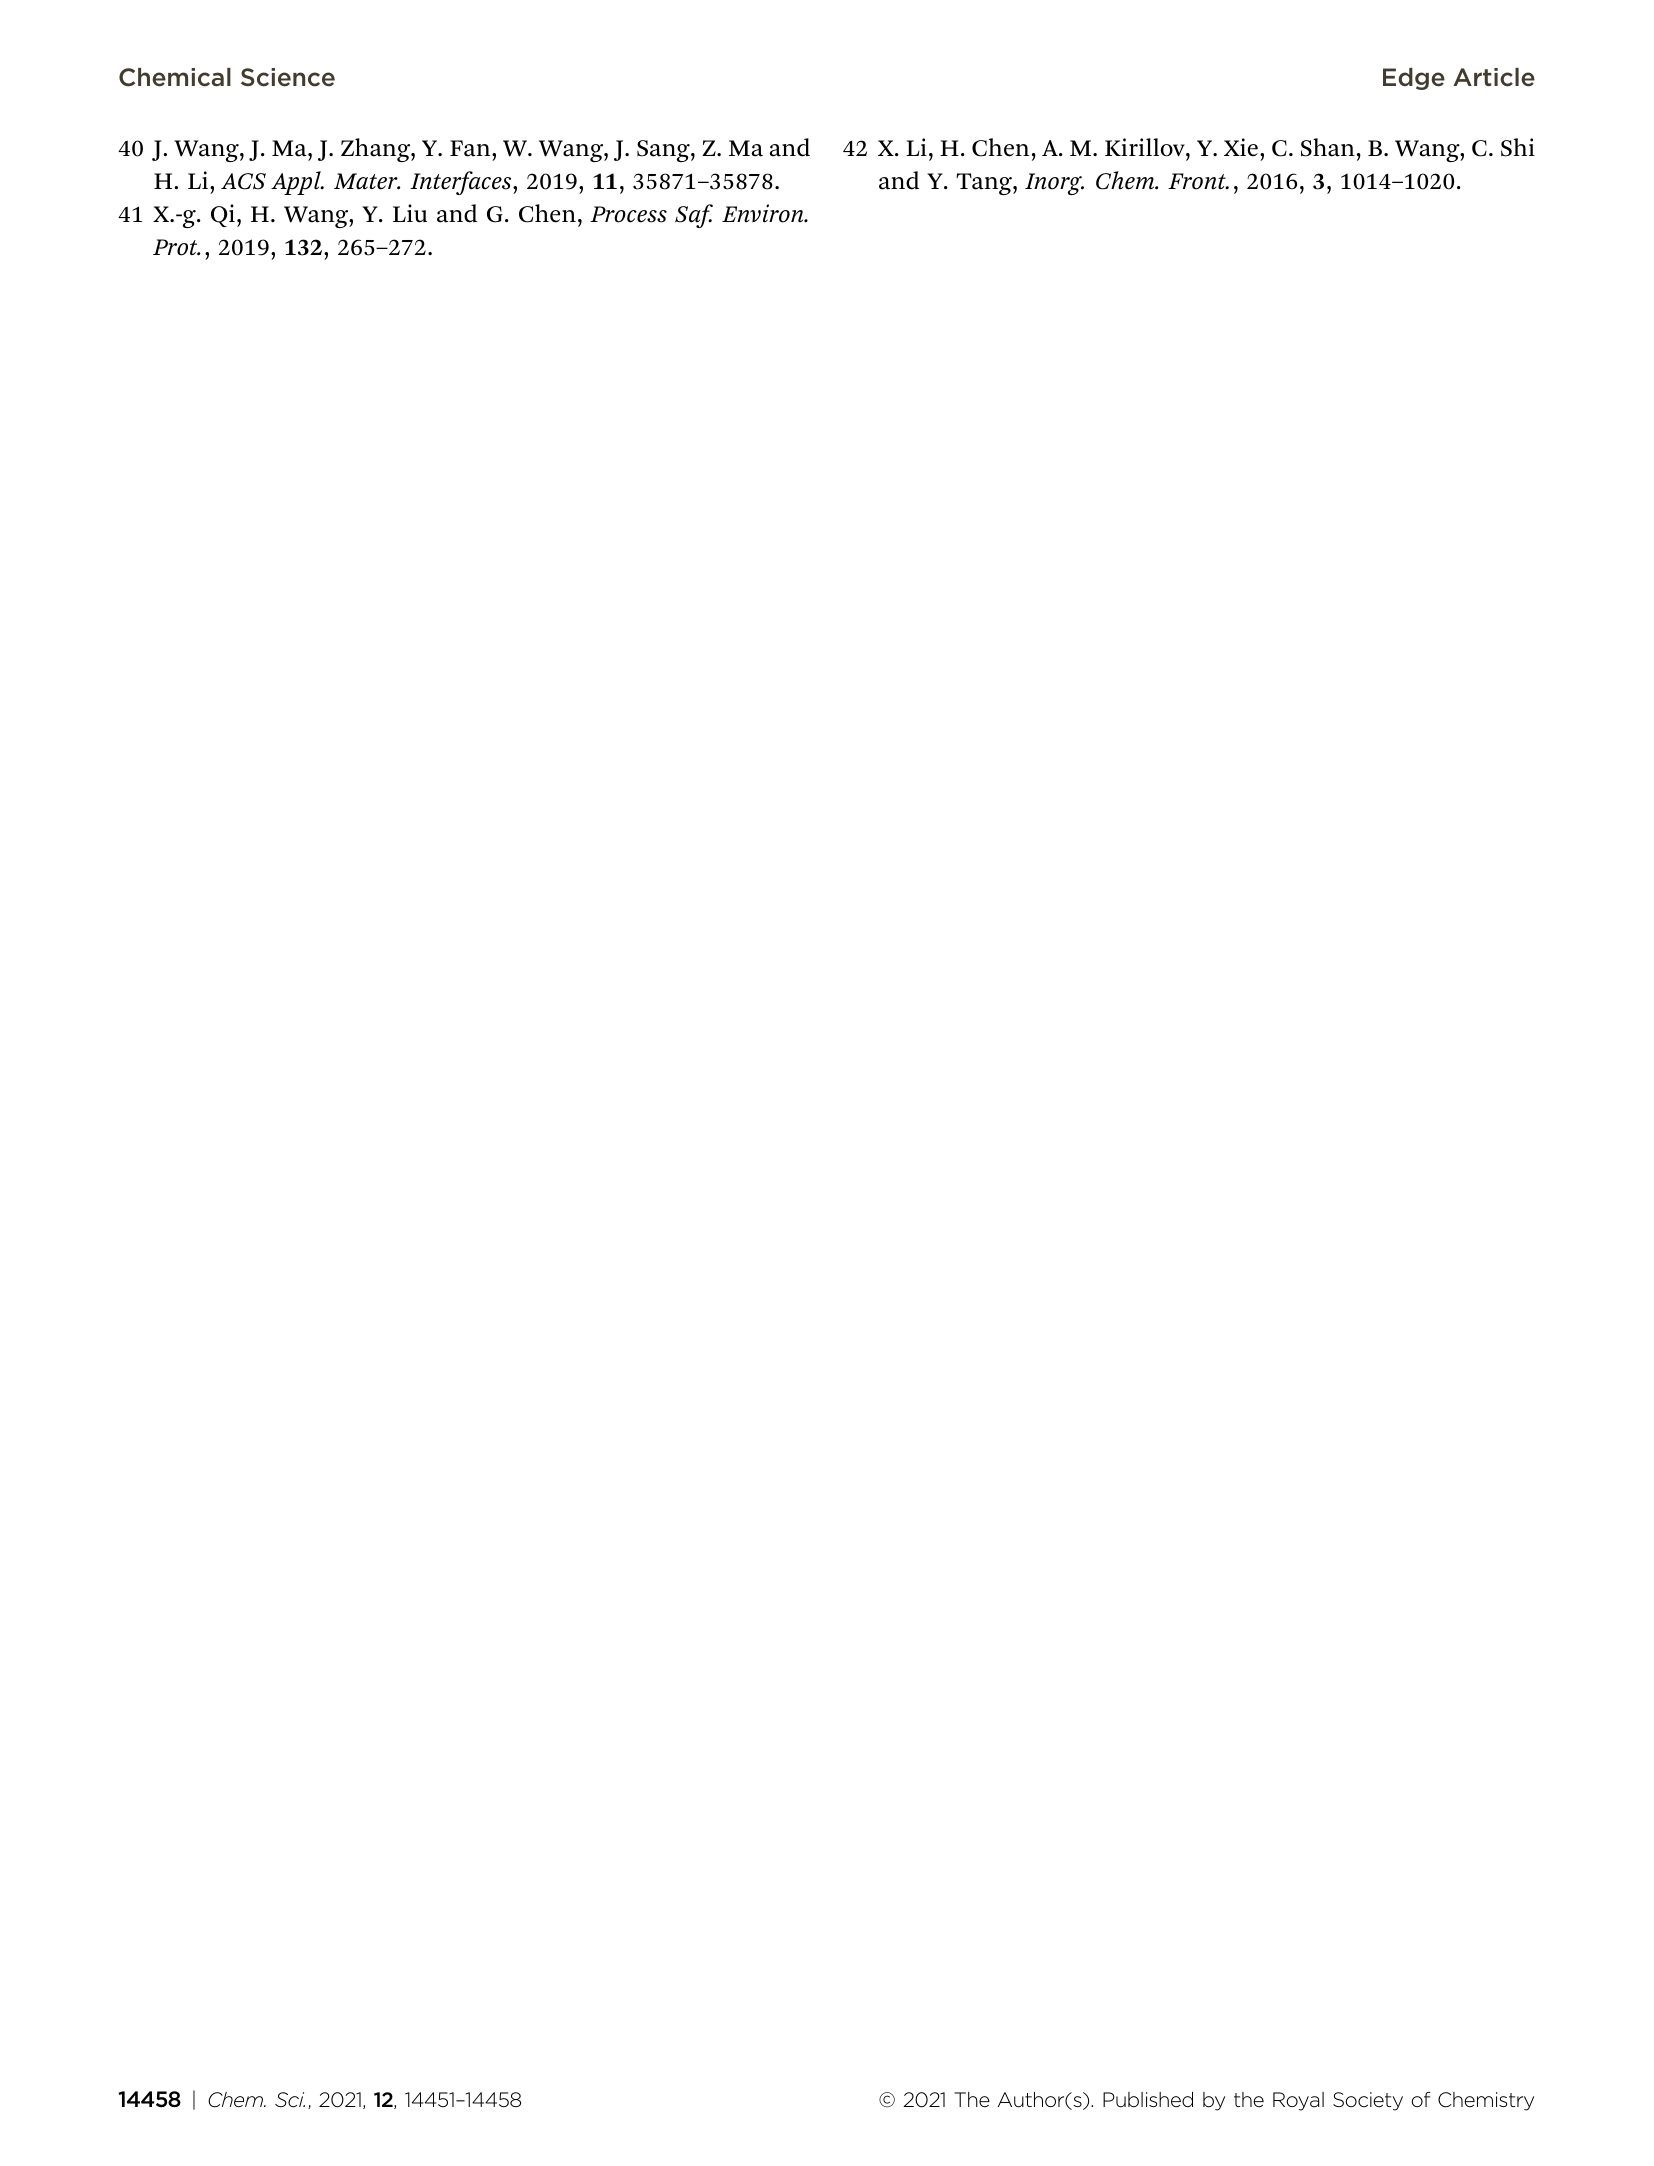 Chemical Science
Edge Article
40 J. Wang, J. Ma, J. Zhang, Y. Fan, W. Wang, J. Sang, Z. Ma and
H. Li, ACS Appl. Mater. Interfaces, 2019, 11, 35871–35878.
41 X.-g. Qi, H. Wang, Y. Liu and G. Chen, Process Saf. Environ.
Prot., 2019, 132, 265–272.
42 X. Li, H. Chen, A. M. Kirillov, Y. Xie, C. Shan, B. Wang, C. Shi
and Y. Tang, Inorg. Chem. Front., 2016, 3, 1014–1020.
14458 | Chem. Sci., 2021, 12, 14451–14458
© 2021 The Author(s). Published by the Royal Society of Chemistry